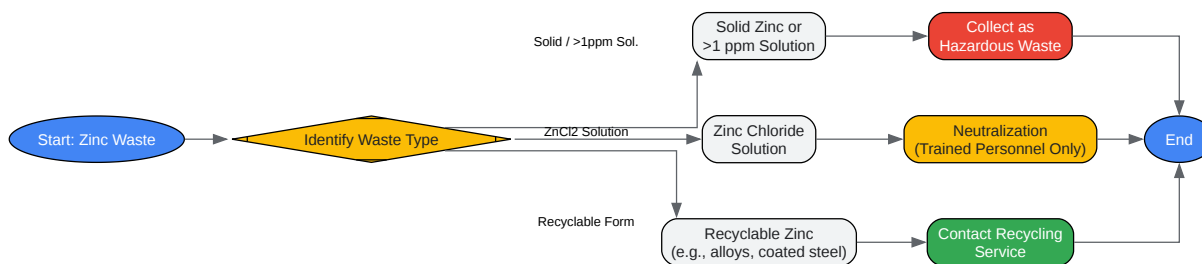 Start: Zinc Waste
Identify Waste Type
Solid / >1ppm Sol.
Solid Zinc or
>1 ppm Solution
Collect as
Hazardous Waste
ZnCl2 Solution
Zinc Chloride
Solution
Neutralization
(Trained Personnel Only)
End
Recyclable Form
Recyclable Zinc
(e.g., alloys, coated steel)
Contact Recycling
Service